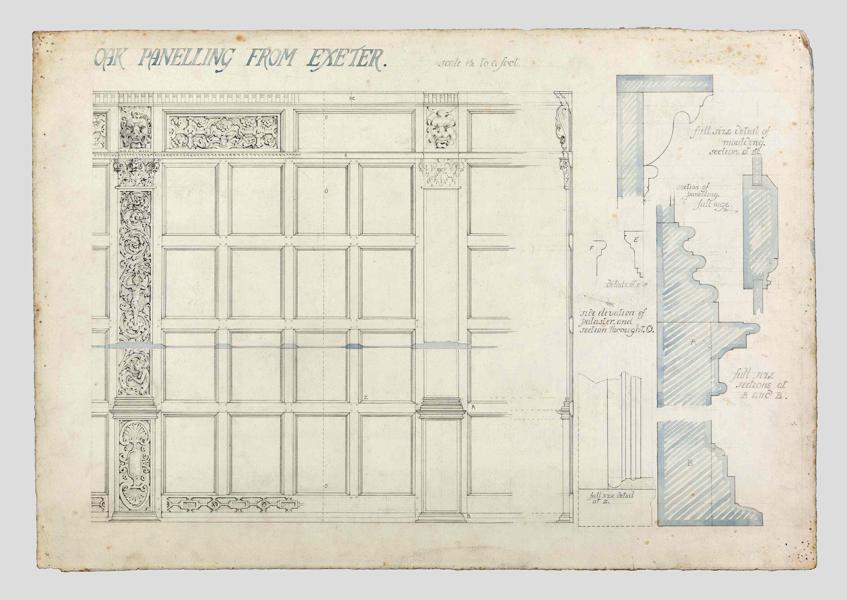 OAK PANELLING FROM EXETER.
scale 1½ to a foot.
full size detail of
moulding.
section at
section of
panelling.
full size.
F
E
details
side elevation of
pilaster, and
section through D.
A
full size
sections at
A and B.
B
full size detail
at